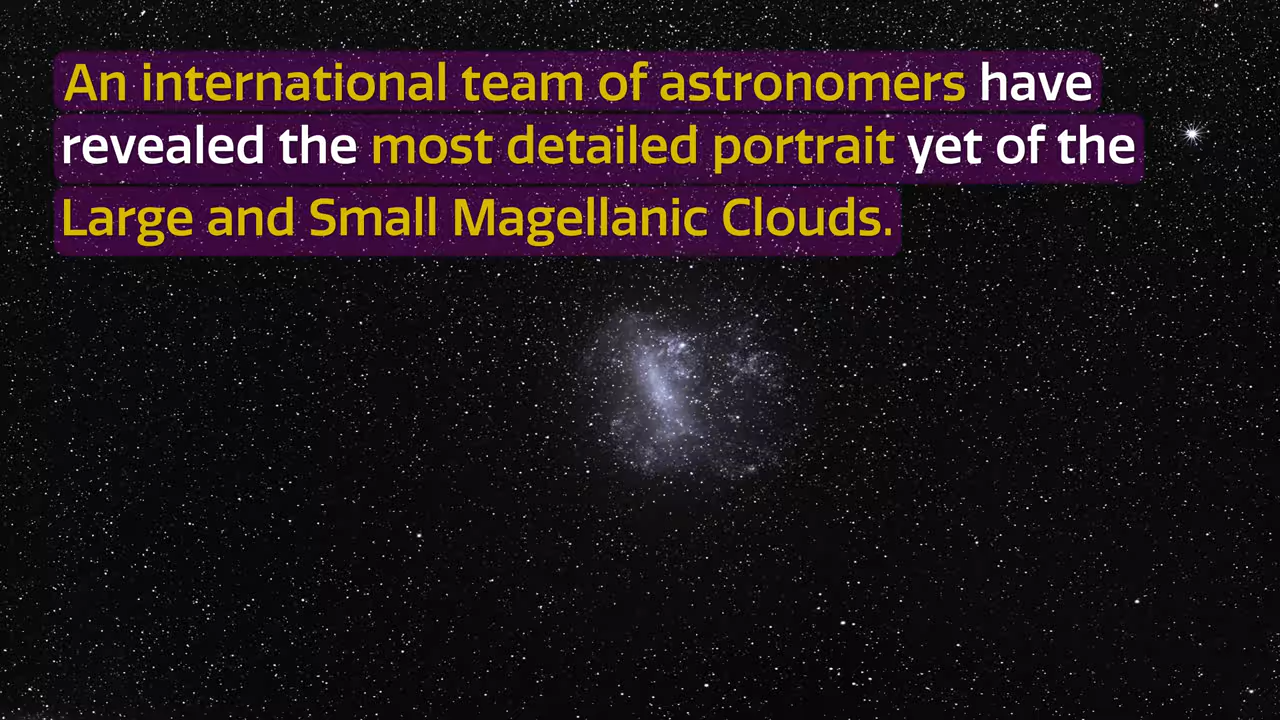 An international team of astronomers have
revealed the most detailed portrait yet of the
Large and Small Magellanic Clouds.